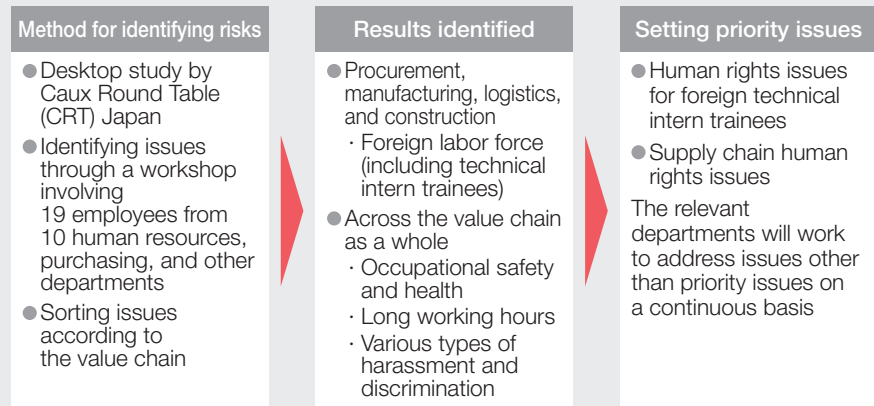 Method for identifying risks
● Desktop study by
Caux Round Table
(CRT) Japan
● Identifying issues
through a workshop
involving
19 employees from
10 human resources,
purchasing, and other
departments
● Sorting issues
according to
the value chain
Results identified
● Procurement,
manufacturing, logistics,
and construction
· Foreign labor force
(including technical
intern trainees)
● Across the value chain
as a whole
· Occupational safety
and health
· Long working hours
· Various types of
harassment and
discrimination
Setting priority issues
● Human rights issues
for foreign technical
intern trainees
● Supply chain human
rights issues
The relevant
departments will work
to address issues other
than priority issues on
a continuous basis